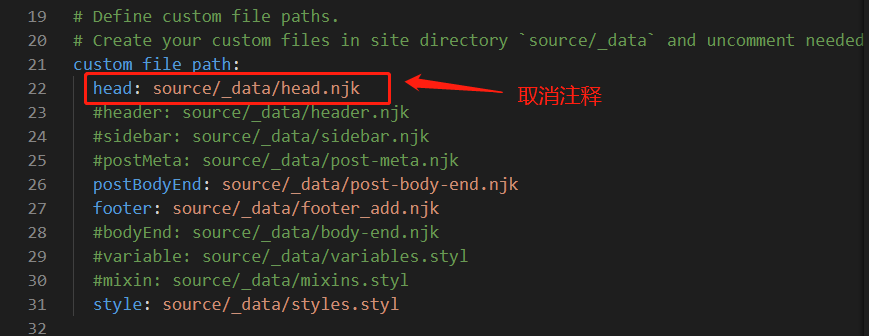 19 # Define custom file paths.
20 # Create your custom files in site directory `source/_data` and uncomment needed
21 custom_file_path:
22 head: source/_data/head.njk 取消注释
23 #header: source/_data/header.njk
24 #sidebar: source/_data/sidebar.njk
25 #postMeta: source/_data/post-meta.njk
26 postBodyEnd: source/_data/post-body-end.njk
27 footer: source/_data/footer_add.njk
28 #bodyEnd: source/_data/body-end.njk
29 #variable: source/_data/variables.styl
30 #mixin: source/_data/mixins.styl
31 style: source/_data/styles.styl
32